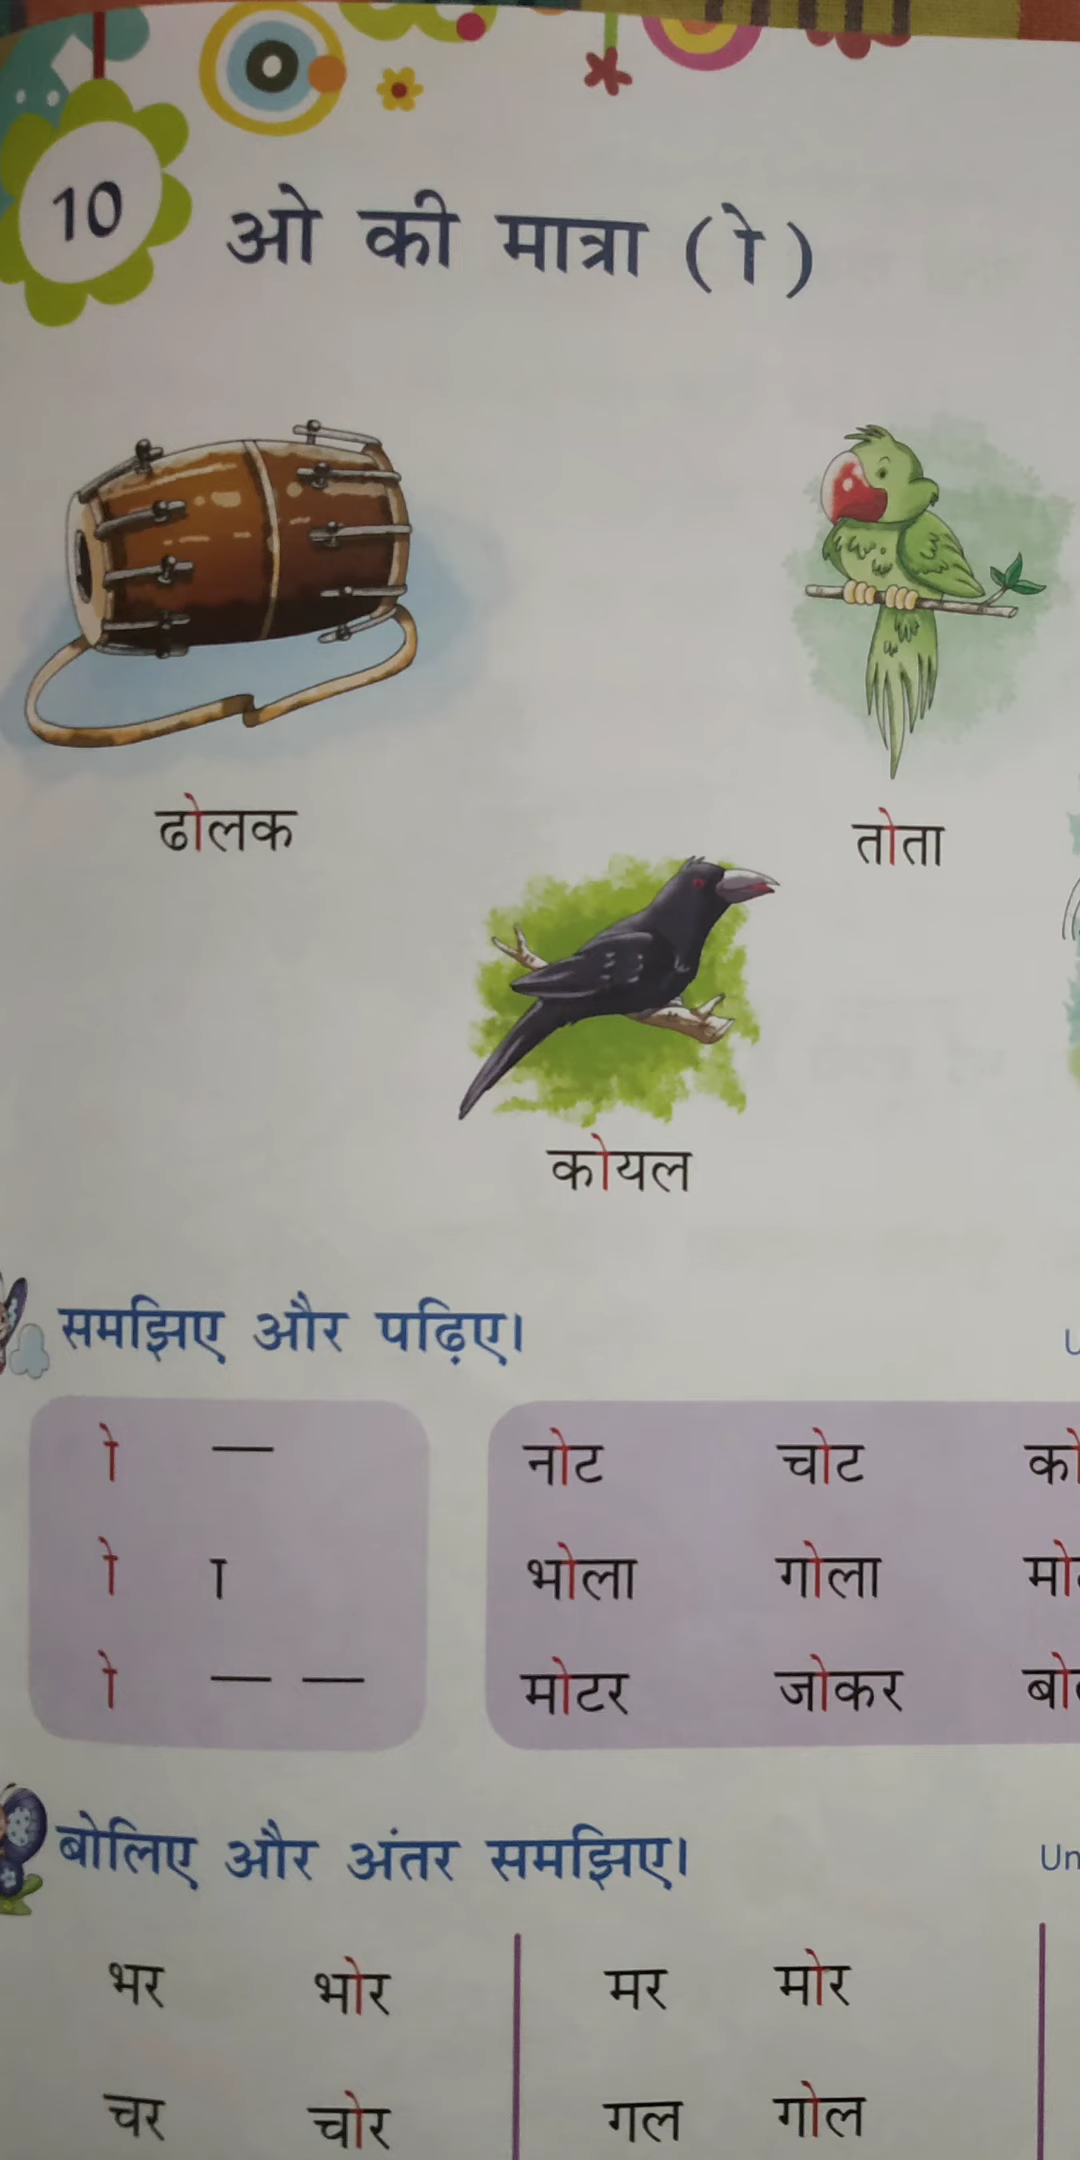 10
ओ की मात्रा (ो)
ढोलक
तोता
कोयल
समझिए और पढ़िए।
ो — नोट चोट
ो ा भोला गोला
ो — — मोटर जोकर
बोलिए और अंतर समझिए।
भर भोर मर मोर
चर चोर गल गोल